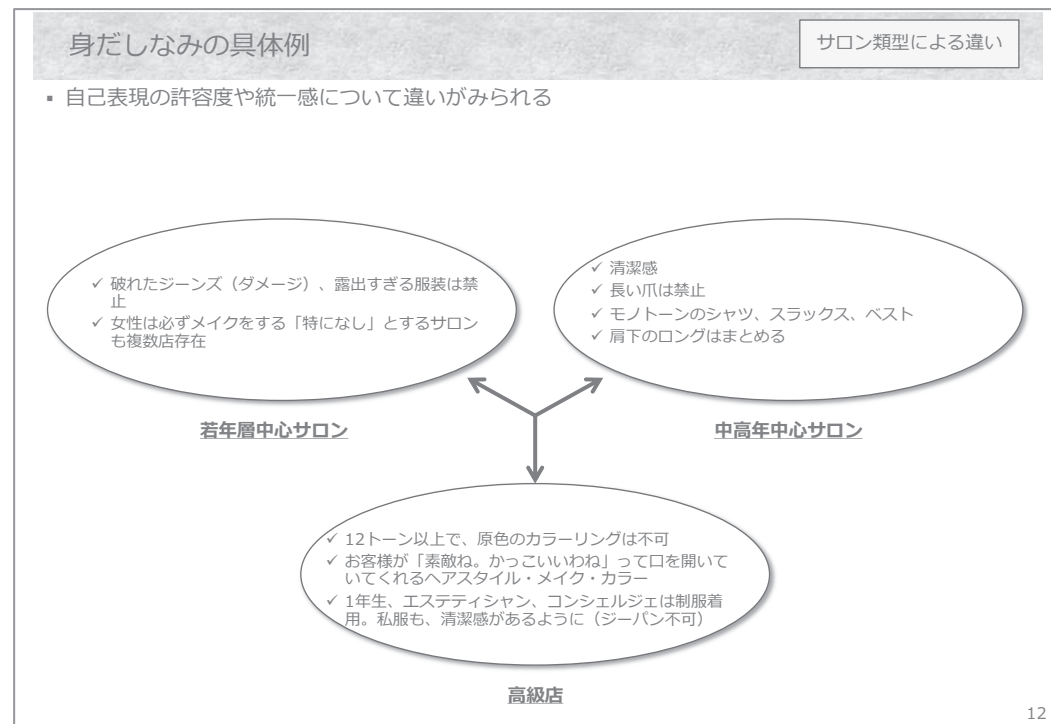 身だしなみの具体例
サロン類型による違い
▪ 自己表現の許容度や統一感について違いがみられる
✓ 破れたジーンズ（ダメージ）、露出すぎる服装は禁
止
✓ 女性は必ずメイクをする「特になし」とするサロン
も複数店存在
若年層中心サロン
✓ 清潔感
✓ 長い爪は禁止
✓ モノトーンのシャツ、スラックス、ベスト
✓ 肩下のロングはまとめる
中高年中心サロン
✓ 12トーン以上で、原色のカラーリングは不可
✓ お客様が「素敵ね。かっこいいわね」って口を開いて
いてくれるヘアスタイル・メイク・カラー
✓ 1年生、エステティシャン、コンシェルジェは制服着
用。私服も、清潔感があるように（ジーパン不可）
高級店
12